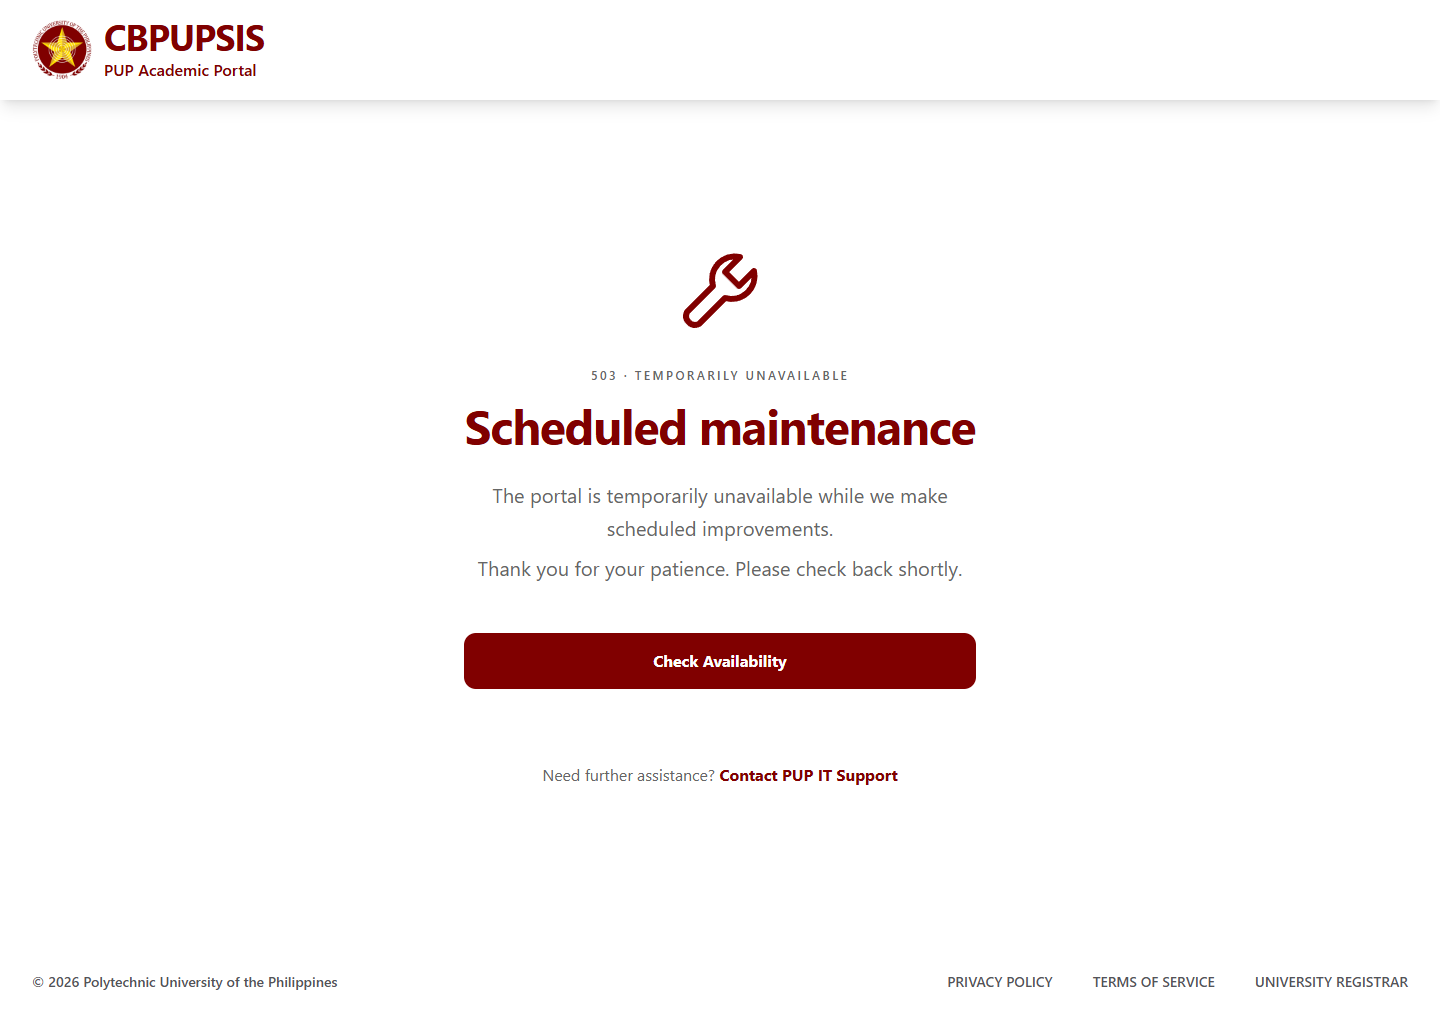 CBPUPSIS
PUP Academic Portal
503 · TEMPORARILY UNAVAILABLE
Scheduled maintenance
The portal is temporarily unavailable while we make
scheduled improvements.
Thank you for your patience. Please check back shortly.
Check Availability
Need further assistance? Contact PUP IT Support
© 2026 Polytechnic University of the Philippines
PRIVACY POLICY
TERMS OF SERVICE
UNIVERSITY REGISTRAR